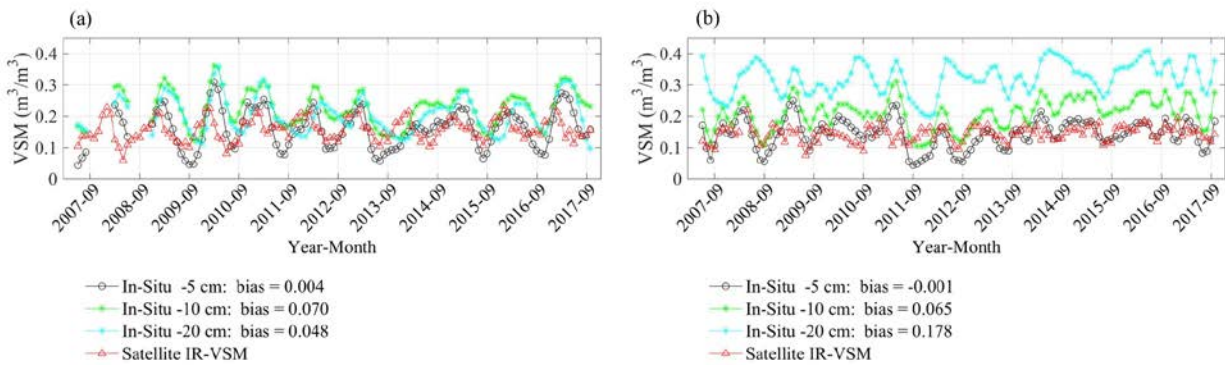 (a)
VSM (m³/m³)
0.4
0.3
0.2
0.1
0
2007-09
2008-09
2009-09
2010-09
2011-09
2012-09
2013-09
2014-09
2015-09
2016-09
2017-09
Year-Month
In-Situ -5 cm: bias = 0.004
In-Situ -10 cm: bias = 0.070
In-Situ -20 cm: bias = 0.048
Satellite IR-VSM
(b)
VSM (m³/m³)
0.4
0.3
0.2
0.1
0
2007-09
2008-09
2009-09
2010-09
2011-09
2012-09
2013-09
2014-09
2015-09
2016-09
2017-09
Year-Month
In-Situ -5 cm: bias = -0.001
In-Situ -10 cm: bias = 0.065
In-Situ -20 cm: bias = 0.178
Satellite IR-VSM